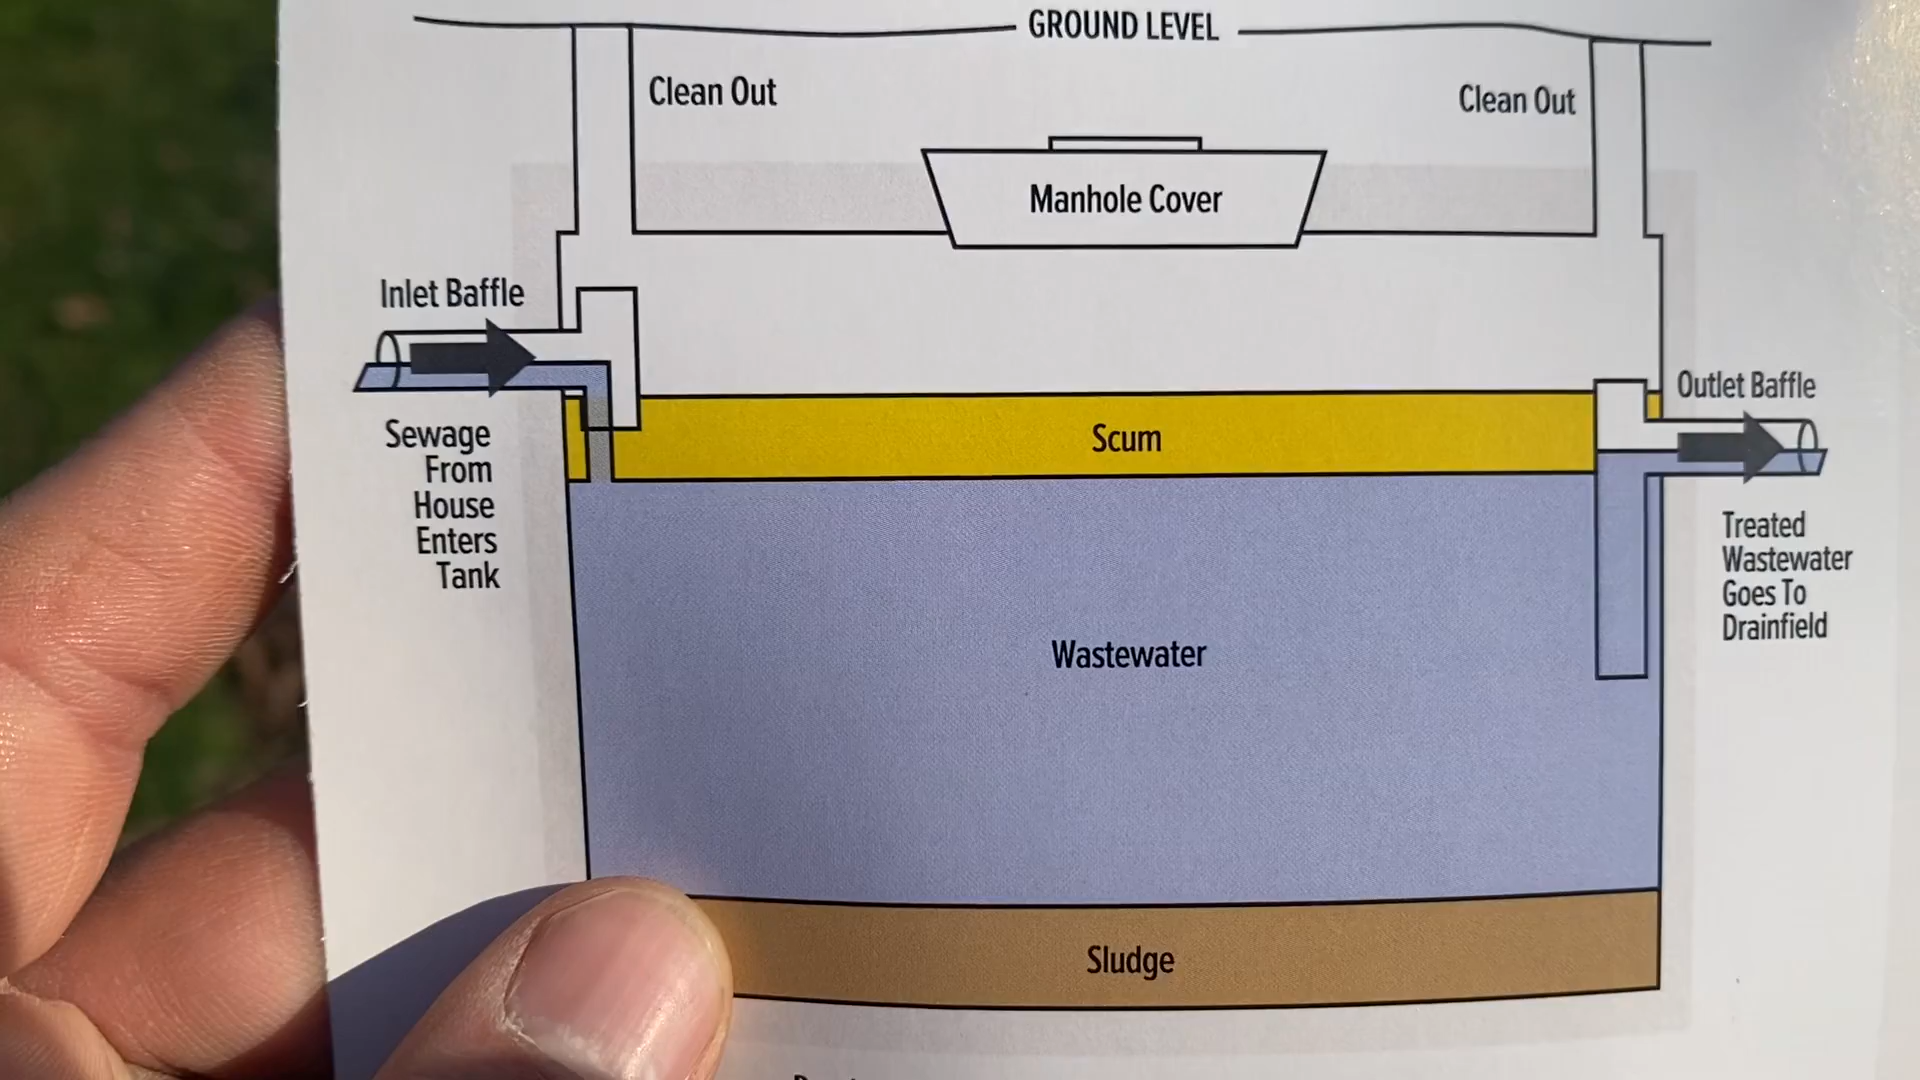 GROUND LEVEL
Clean Out
Clean Out
Manhole Cover
Inlet Baffle
Outlet Baffle
Sewage
From
House
Enters
Tank
Scum
Treated
Wastewater
Goes To
Drainfield
Wastewater
Sludge